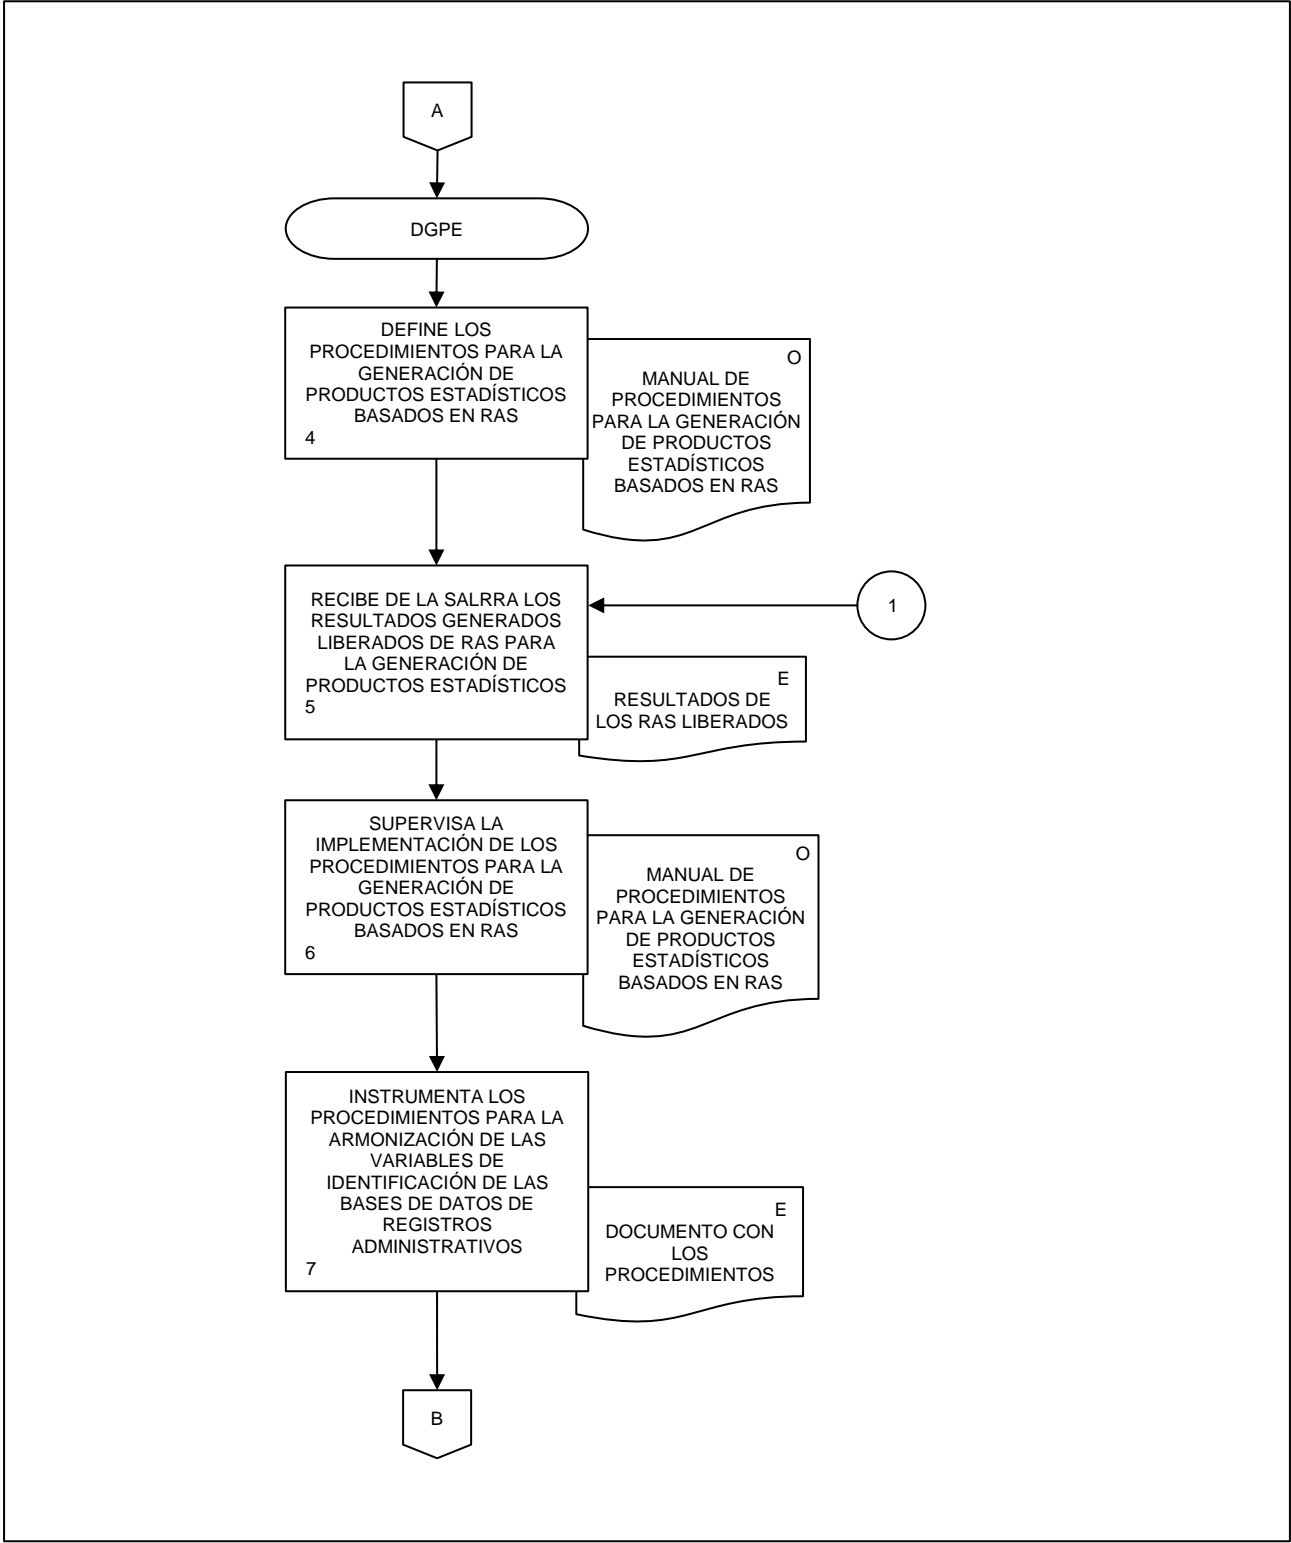 A
DGPE
DEFINE LOS
PROCEDIMIENTOS PARA LA
GENERACIÓN DE
PRODUCTOS ESTADÍSTICOS
BASADOS EN RAS
4
O
MANUAL DE
PROCEDIMIENTOS
PARA LA GENERACIÓN
DE PRODUCTOS
ESTADÍSTICOS
BASADOS EN RAS
RECIBE DE LA SALRRA LOS
RESULTADOS GENERADOS
LIBERADOS DE RAS PARA
LA GENERACIÓN DE
PRODUCTOS ESTADÍSTICOS
5
1
E
RESULTADOS DE
LOS RAS LIBERADOS
SUPERVISA LA
IMPLEMENTACIÓN DE LOS
PROCEDIMIENTOS PARA LA
GENERACIÓN DE
PRODUCTOS ESTADÍSTICOS
BASADOS EN RAS
6
O
MANUAL DE
PROCEDIMIENTOS
PARA LA GENERACIÓN
DE PRODUCTOS
ESTADÍSTICOS
BASADOS EN RAS
INSTRUMENTA LOS
PROCEDIMIENTOS PARA LA
ARMONIZACIÓN DE LAS
VARIABLES DE
IDENTIFICACIÓN DE LAS
BASES DE DATOS DE
REGISTROS
ADMINISTRATIVOS
7
E
DOCUMENTO CON
LOS
PROCEDIMIENTOS
B